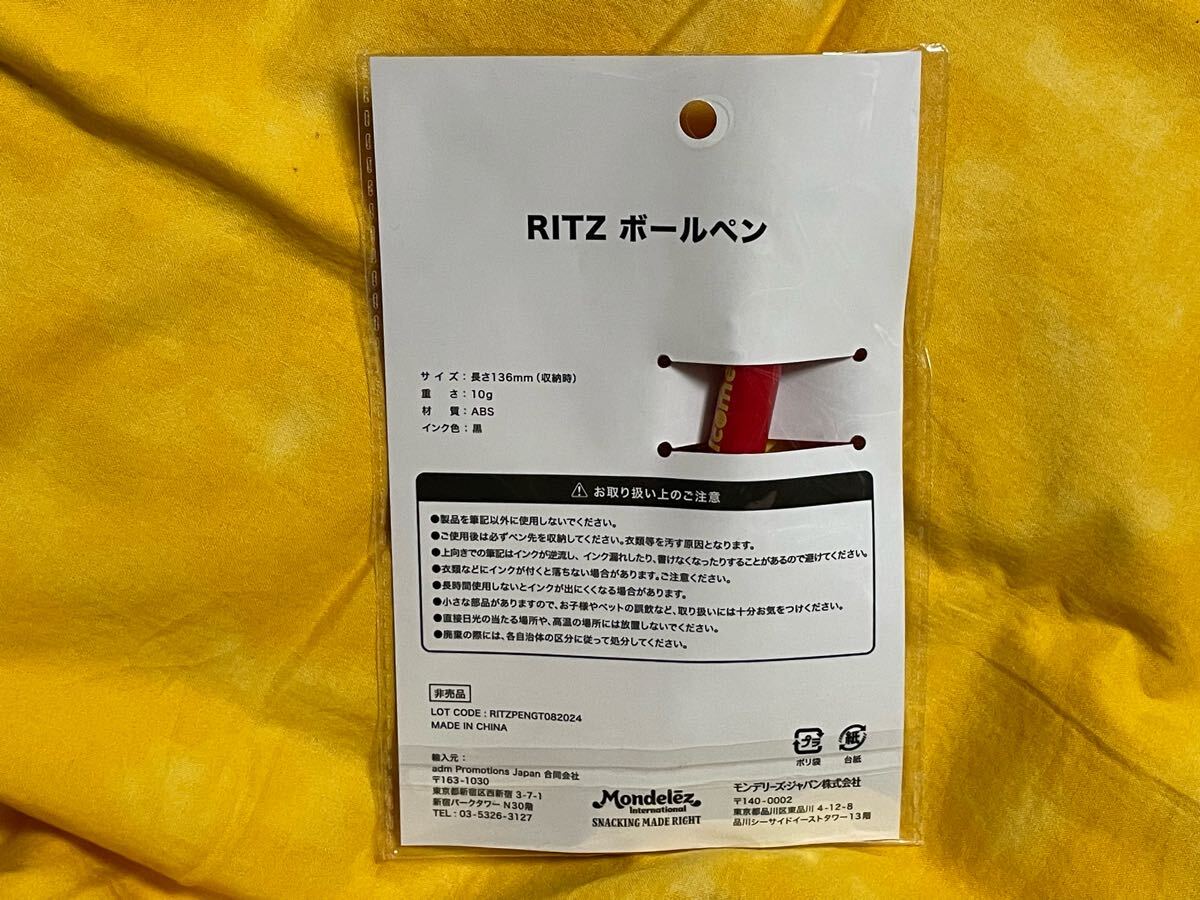 RITZ ボールペン
サイズ：長さ136mm（収納時）
重　さ：10g
材　質：ABS
インク色：黒
come
⚠ お取り扱い上のご注意
●製品を筆記以外に使用しないでください。
●ご使用後は必ずペン先を収納してください。衣類等を汚す原因となります。
●上向きでの筆記はインクが逆流し、インク漏れしたり、書けなくなったりすることがあるので避けてください。
●衣類などにインクが付くと落ちない場合があります。ご注意ください。
●長時間使用しないとインクが出にくくなる場合があります。
●小さな部品がありますので、お子様やペットの誤飲など、取り扱いには十分お気をつけください。
●直接日光の当たる場所や、高温の場所には放置しないでください。
●廃棄の際には、各自治体の区分に従って処分してください。
非売品
LOT CODE : RITZPENGT082024
MADE IN CHINA
輸入元：
adm Promotions Japan 合同会社
〒163-1030
東京都新宿区西新宿 3-7-1
新宿パークタワー N30階
TEL : 03-5326-3127
Mondelēz
International
SNACKING MADE RIGHT
プラ
ポリ袋
紙
台紙
モンデリーズ・ジャパン株式会社
〒140-0002
東京都品川区東品川 4-12-8
品川シーサイドイーストタワー 13階